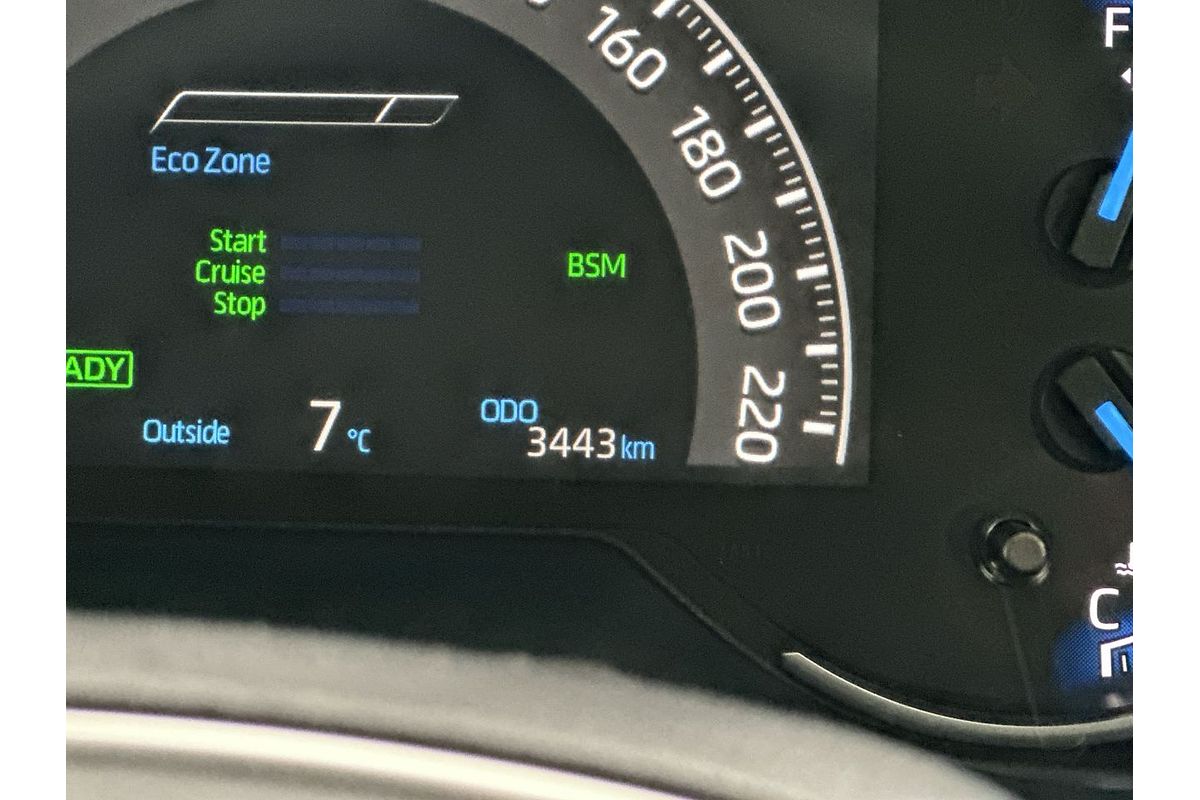 160
180
200
220
F
Eco Zone
Start
Cruise
Stop
BSM
ADY
Outside 7 °C
ODO
3443 km
C